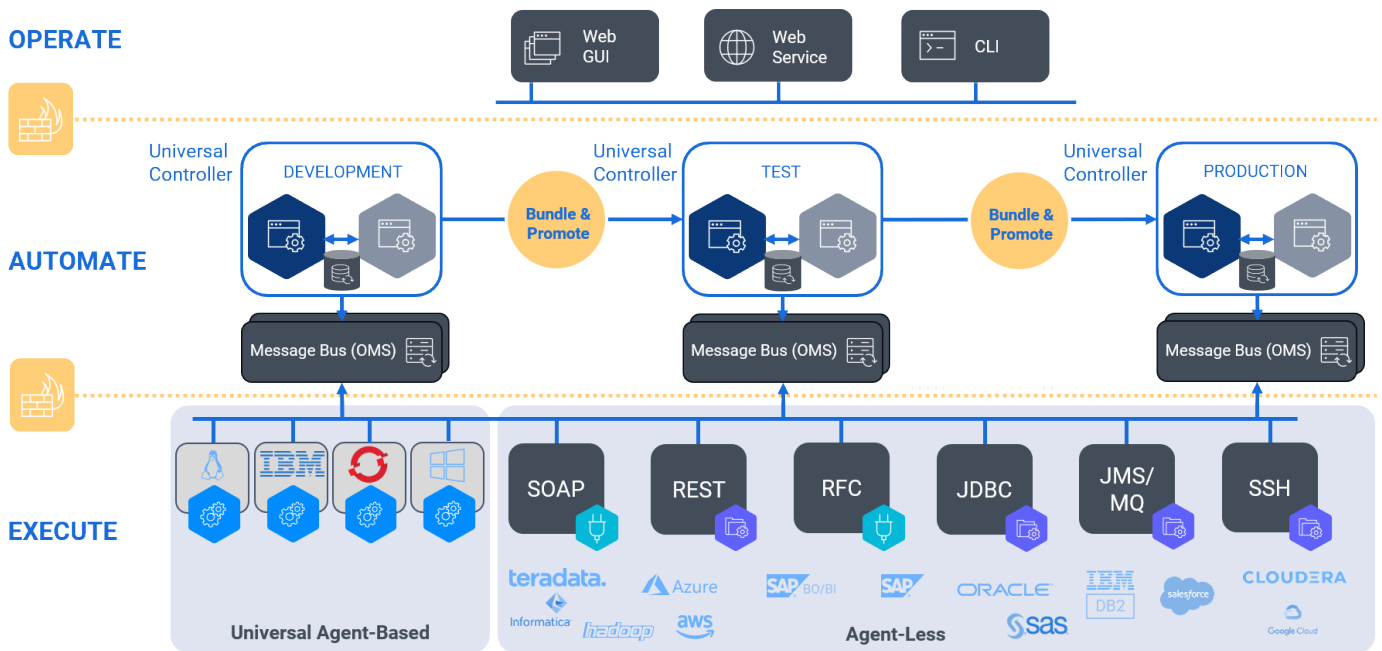 OPERATE
Web
GUI
Web
Service
CLI
Universal
Controller
DEVELOPMENT
Bundle &
Promote
Universal
Controller
TEST
Bundle &
Promote
Universal
Controller
PRODUCTION
AUTOMATE
Message Bus (OMS)
Message Bus (OMS)
Message Bus (OMS)
EXECUTE
IBM
SOAP
REST
RFC
JDBC
JMS/
MQ
SSH
teradata.
Informatica
hadoop
Azure
aws
SAP BO/BI
SAP
ORACLE
sas
IBM
DB2
salesforce
CLOUDERA
Google Cloud
Universal Agent-Based
Agent-Less